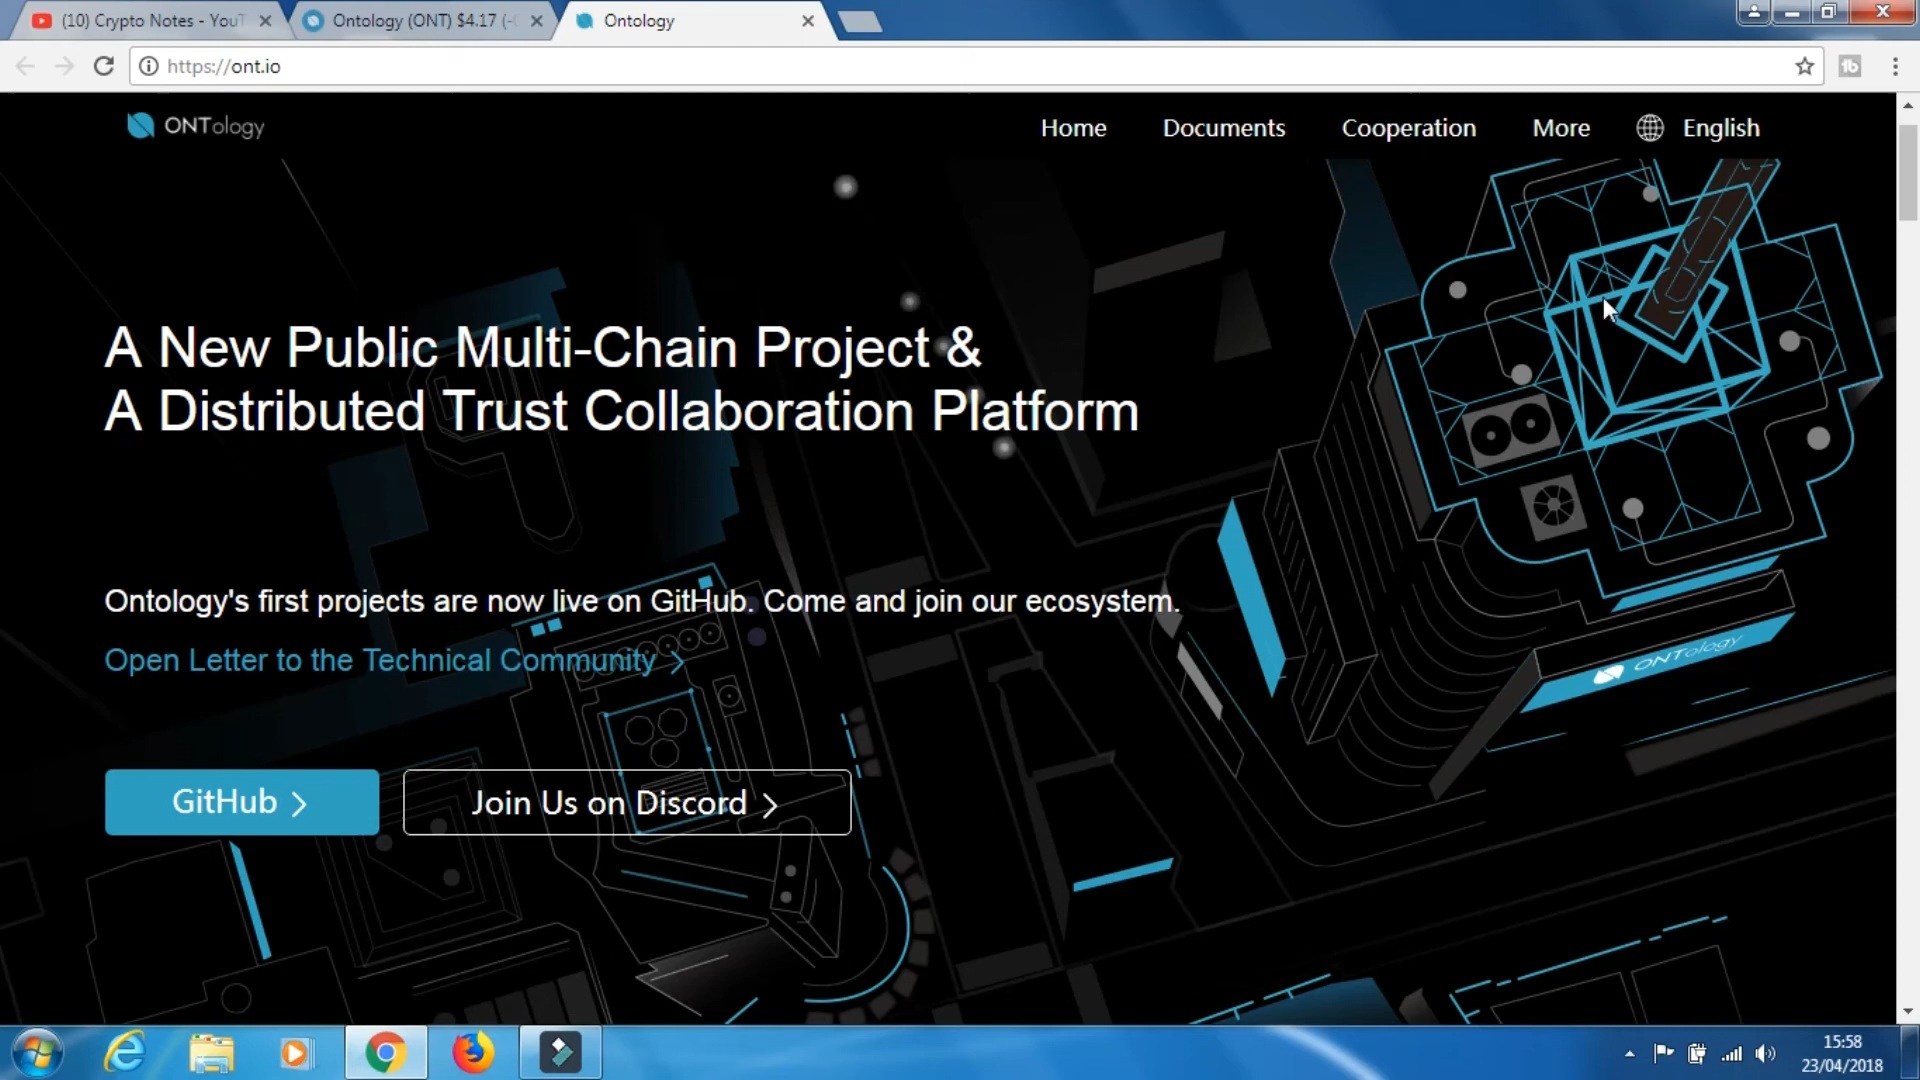 (10) Crypto Notes - YouT
Ontology (ONT) $4.17 (-
Ontology
https://ont.io
ONTology
Home
Documents
Cooperation
More
English
A New Public Multi-Chain Project &
A Distributed Trust Collaboration Platform
Ontology's first projects are now live on GitHub. Come and join our ecosystem.
Open Letter to the Technical Community >
ONTology
GitHub >
Join Us on Discord >
15:58
23/04/2018